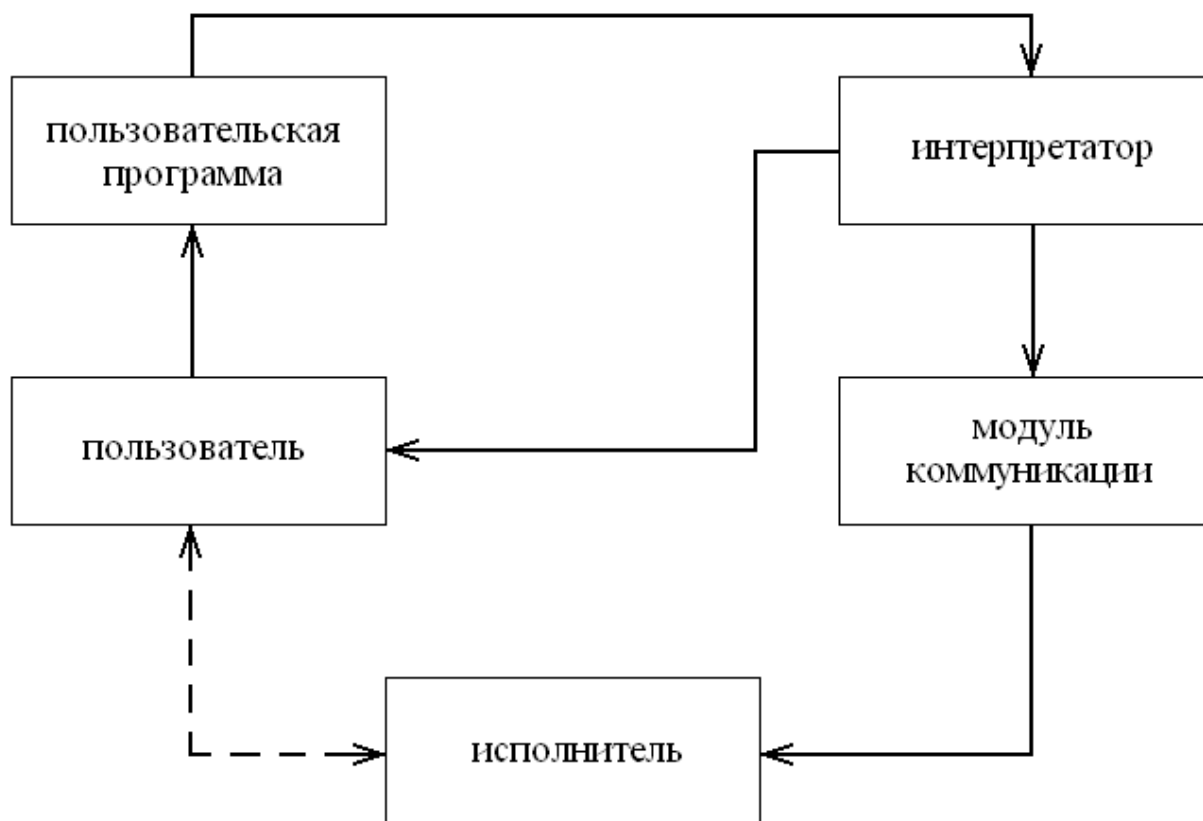 пользовательская
программа
интерпретатор
пользователь
модуль
коммуникации
исполнитель